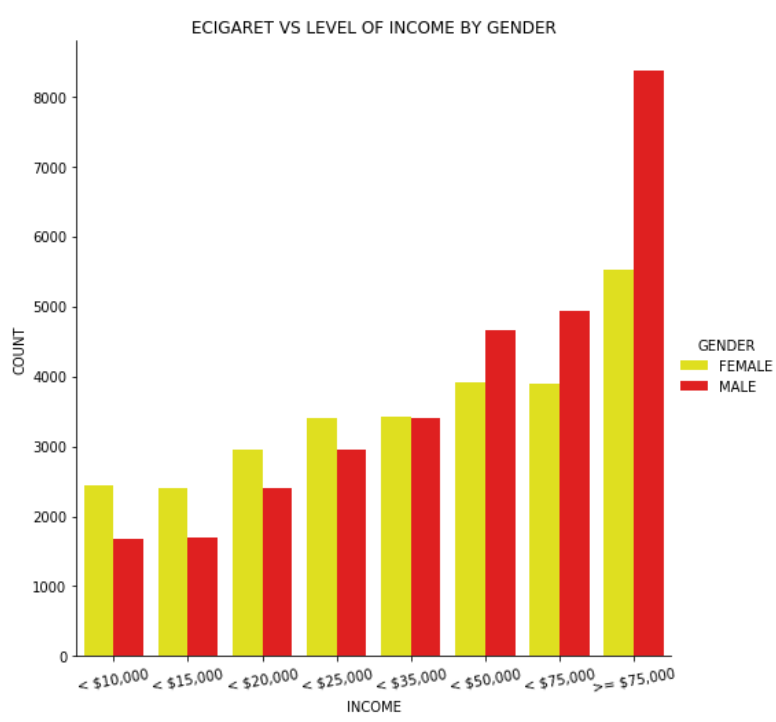 ECIGARET VS LEVEL OF INCOME BY GENDER
8000
7000
6000
5000
4000
3000
2000
1000
0
COUNT
GENDER
FEMALE
MALE
< $10,000 < $15,000 < $20,000 < $25,000 < $35,000 < $50,000 < $75,000 >= $75,000
INCOME